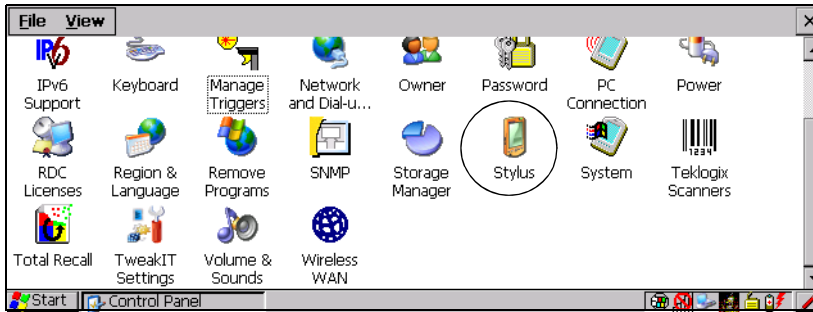 File View
IPv6 Support
Keyboard
Manage Triggers
Network and Dial-u...
Owner
Password
PC Connection
Power
RDC Licenses
Region & Language
Remove Programs
SNMP
Storage Manager
Stylus
System
1234
Teklogix Scanners
Total Recall
TweakIT Settings
Volume & Sounds
Wireless WAN
Start Control Panel